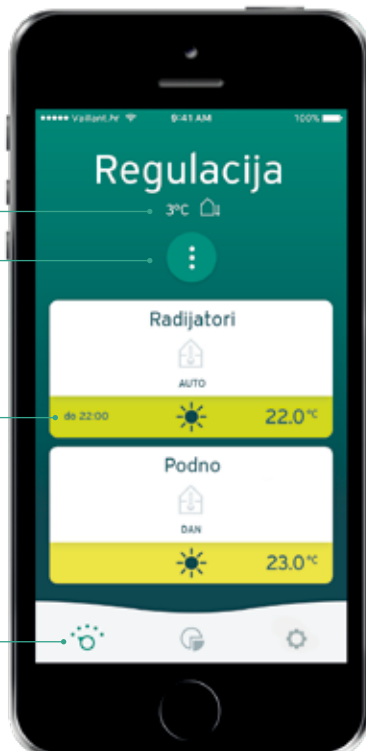 Vaillant.hr 9:41 AM 100%
Regulacija
3°C
Radijatori
AUTO
do 22:00 22.0°C
Podno
DAN
23.0°C